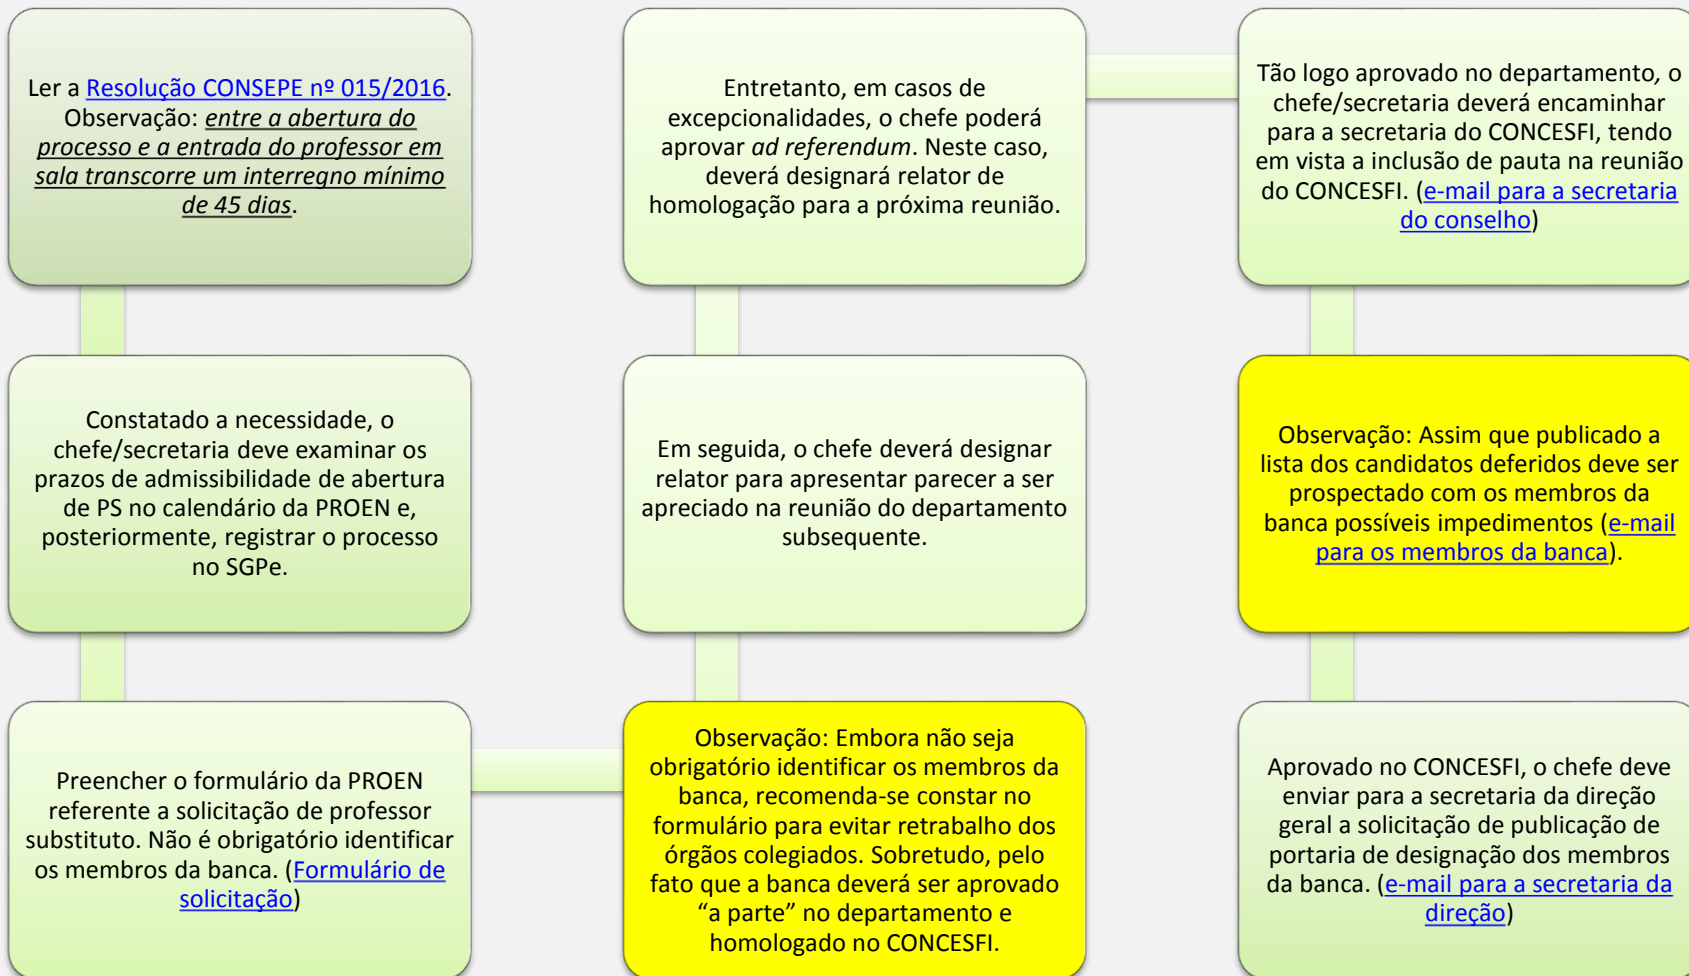 Ler a Resolução CONSEPE nº 015/2016.
Observação: entre a abertura do
processo e a entrada do professor em
sala transcorre um interregno mínimo
de 45 dias.
Constatado a necessidade, o
chefe/secretaria deve examinar os
prazos de admissibilidade de abertura
de PS no calendário da PROEN e,
posteriormente, registrar o processo
no SGPe.
Preencher o formulário da PROEN
referente a solicitação de professor
substituto. Não é obrigatório identificar
os membros da banca. (Formulário de
solicitação)
Observação: Embora não seja
obrigatório identificar os membros da
banca, recomenda-se constar no
formulário para evitar retrabalho dos
órgãos colegiados. Sobretudo, pelo
fato que a banca deverá ser aprovado
“a parte” no departamento e
homologado no CONCESFI.
Em seguida, o chefe deverá designar
relator para apresentar parecer a ser
apreciado na reunião do departamento
subsequente.
Entretanto, em casos de
excepcionalidades, o chefe poderá
aprovar ad referendum. Neste caso,
deverá designará relator de
homologação para a próxima reunião.
Tão logo aprovado no departamento, o
chefe/secretaria deverá encaminhar
para a secretaria do CONCESFI, tendo
em vista a inclusão de pauta na reunião
do CONCESFI. (e-mail para a secretaria
do conselho)
Observação: Assim que publicado a
lista dos candidatos deferidos deve ser
prospectado com os membros da
banca possíveis impedimentos (e-mail
para os membros da banca).
Aprovado no CONCESFI, o chefe deve
enviar para a secretaria da direção
geral a solicitação de publicação de
portaria de designação dos membros
da banca. (e-mail para a secretaria da
direção)